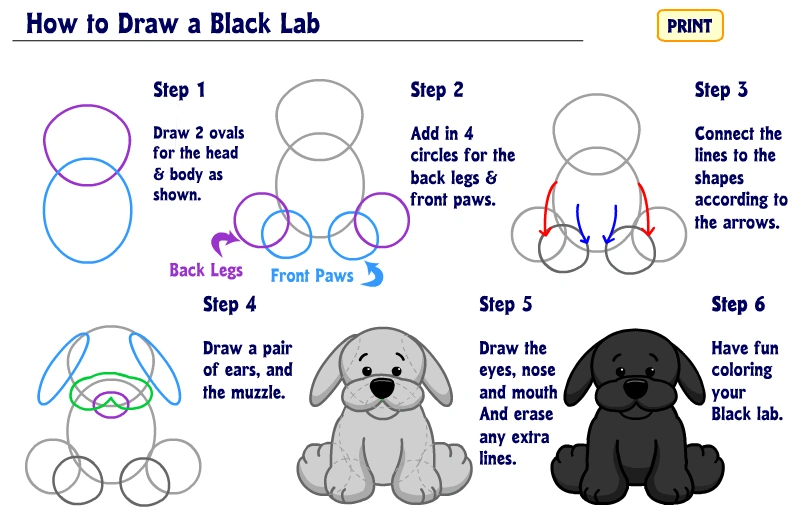 How to Draw a Black Lab
PRINT
Step 1
Draw 2 ovals
for the head
& body as
shown.
Step 2
Add in 4
circles for the
back legs &
front paws.
Back Legs
Front Paws
Step 3
Connect the
lines to the
shapes
according to
the arrows.
Step 4
Draw a pair
of ears, and
the muzzle.
Step 5
Draw the
eyes, nose
and mouth
And erase
any extra
lines.
Step 6
Have fun
coloring
your
Black lab.